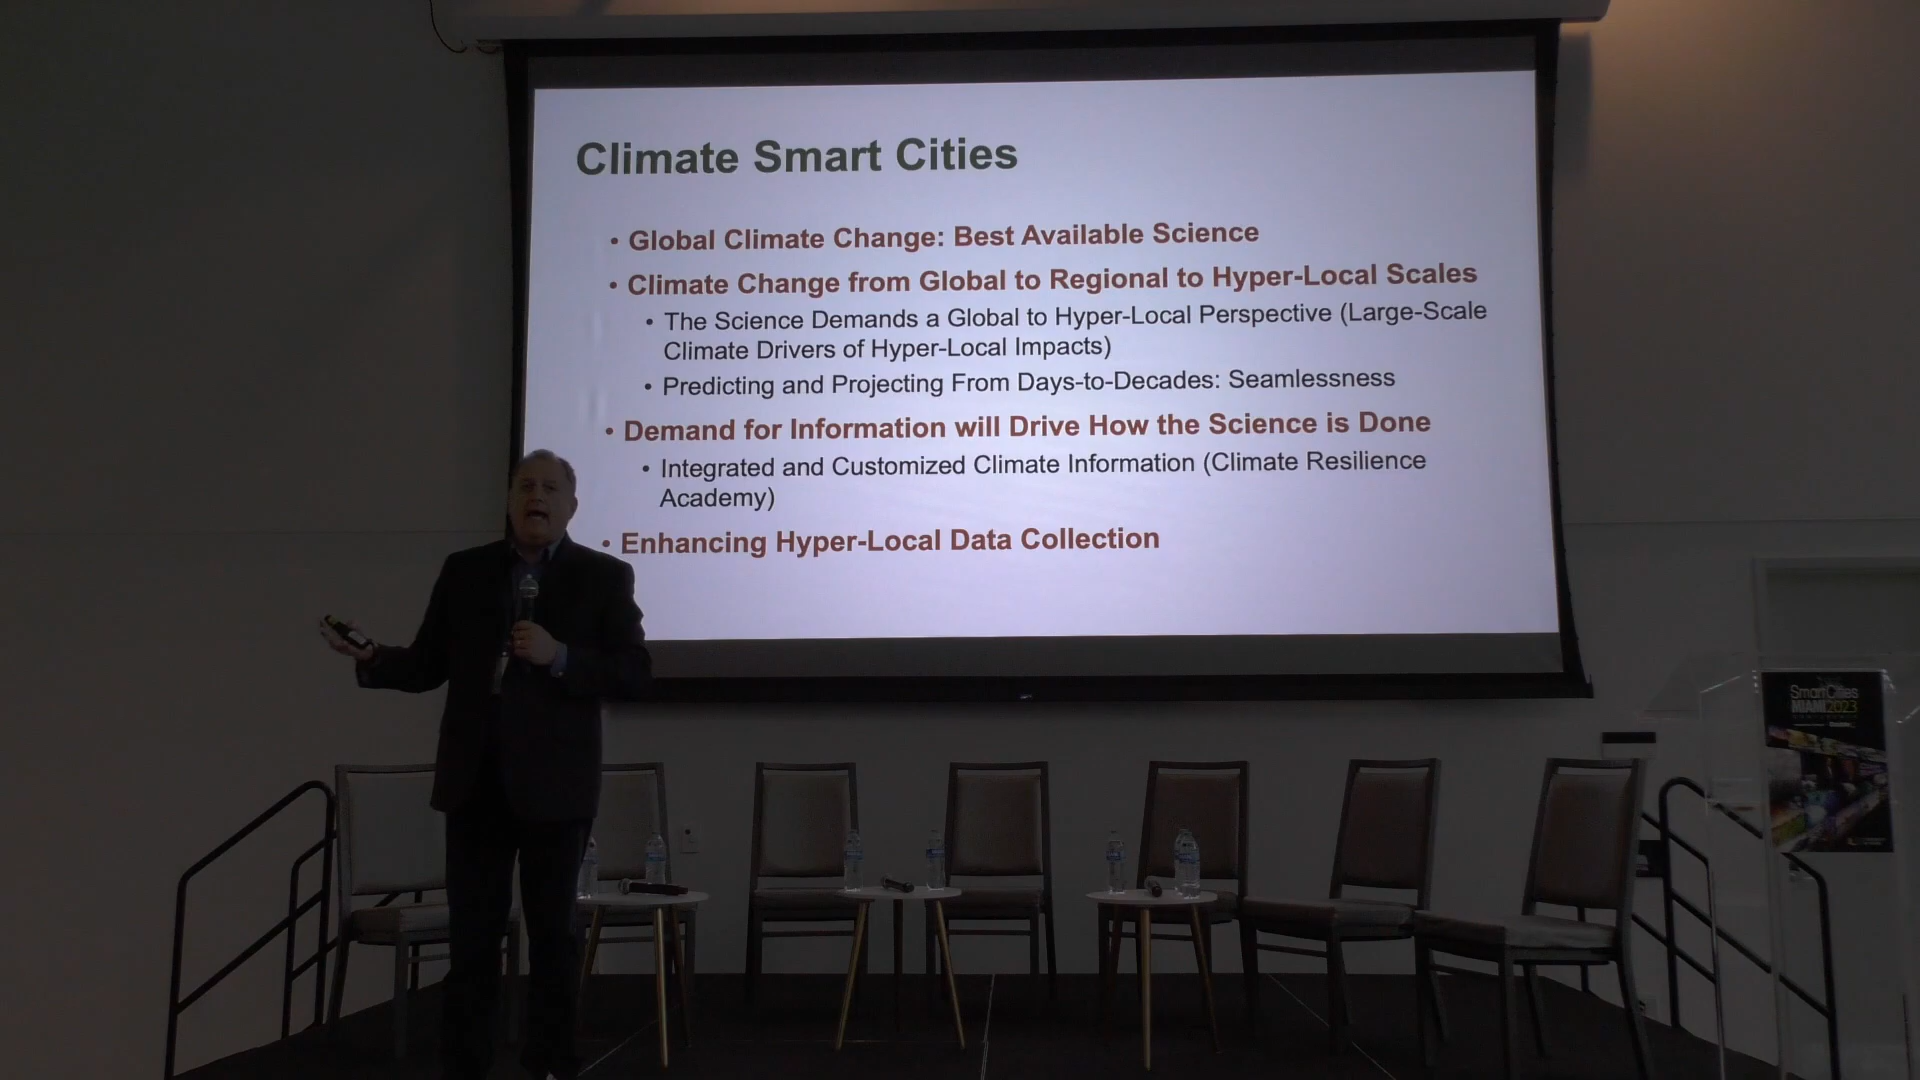 Climate Smart Cities
• Global Climate Change: Best Available Science
• Climate Change from Global to Regional to Hyper-Local Scales
• The Science Demands a Global to Hyper-Local Perspective (Large-Scale
Climate Drivers of Hyper-Local Impacts)
• Predicting and Projecting From Days-to-Decades: Seamlessness
• Demand for Information will Drive How the Science is Done
• Integrated and Customized Climate Information (Climate Resilience
Academy)
• Enhancing Hyper-Local Data Collection
SmartCities
MIAMI2023